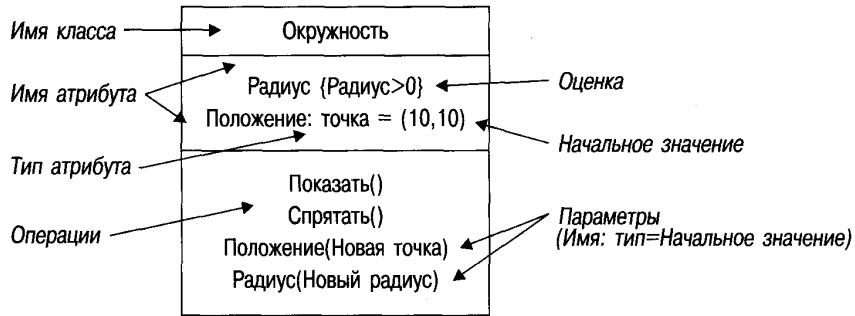 Имя класса
Окружность
Имя атрибута
Радиус {Радиус>0}
Оценка
Положение: точка = (10,10)
Начальное значение
Тип атрибута
Показать()
Спрятать()
Операции
Параметры
(Имя: тип=Начальное значение)
Положение(Новая точка)
Радиус(Новый радиус)